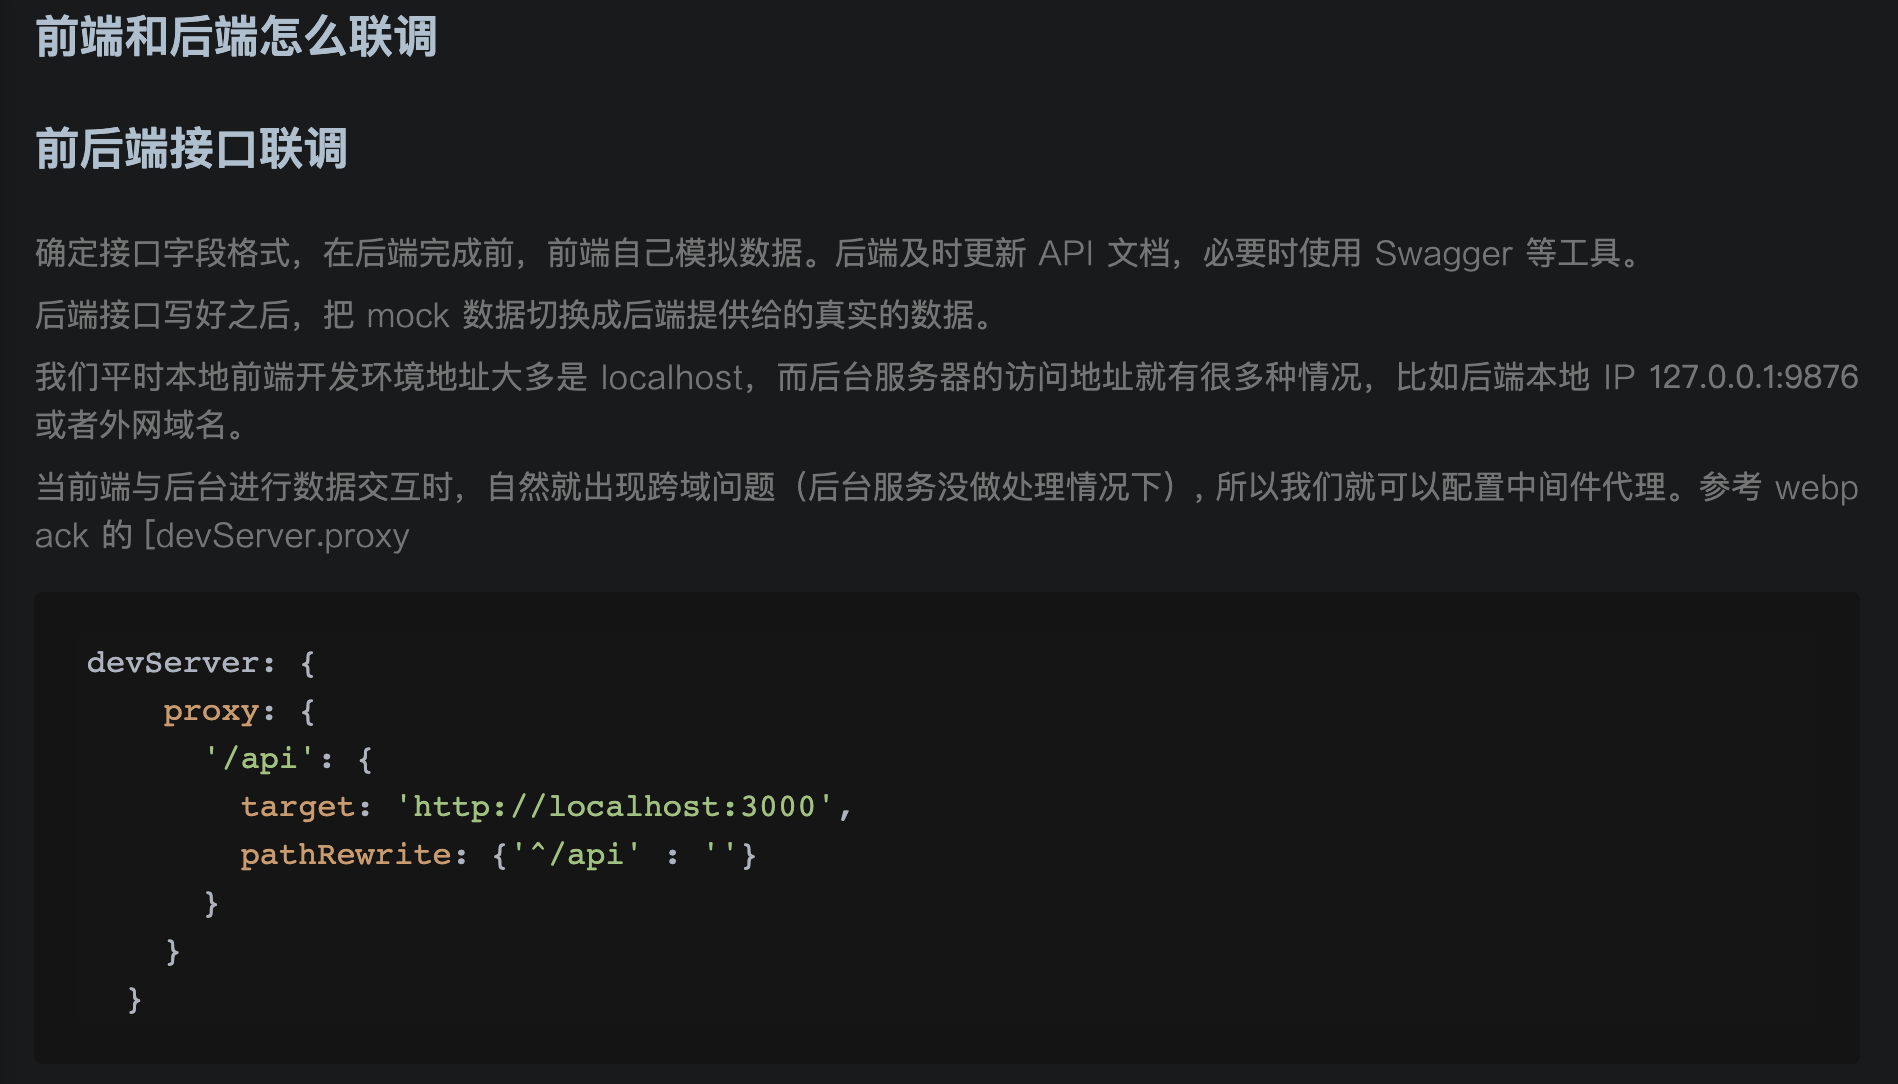 前端和后端怎么联调
前后端接口联调
确定接口字段格式，在后端完成前，前端自己模拟数据。后端及时更新 API 文档，必要时使用 Swagger 等工具。
后端接口写好之后，把 mock 数据切换成后端提供给的真实的数据。
我们平时本地前端开发环境地址大多是 localhost，而后台服务器的访问地址就有很多种情况，比如后端本地 IP 127.0.0.1:9876
或者外网域名。
当前端与后台进行数据交互时，自然就出现跨域问题（后台服务没做处理情况下）, 所以我们就可以配置中间件代理。参考 webp
ack 的 [devServer.proxy
devServer: {
proxy: {
'/api': {
target: 'http://localhost:3000',
pathRewrite: {'^/api' : ''}
}
}
}